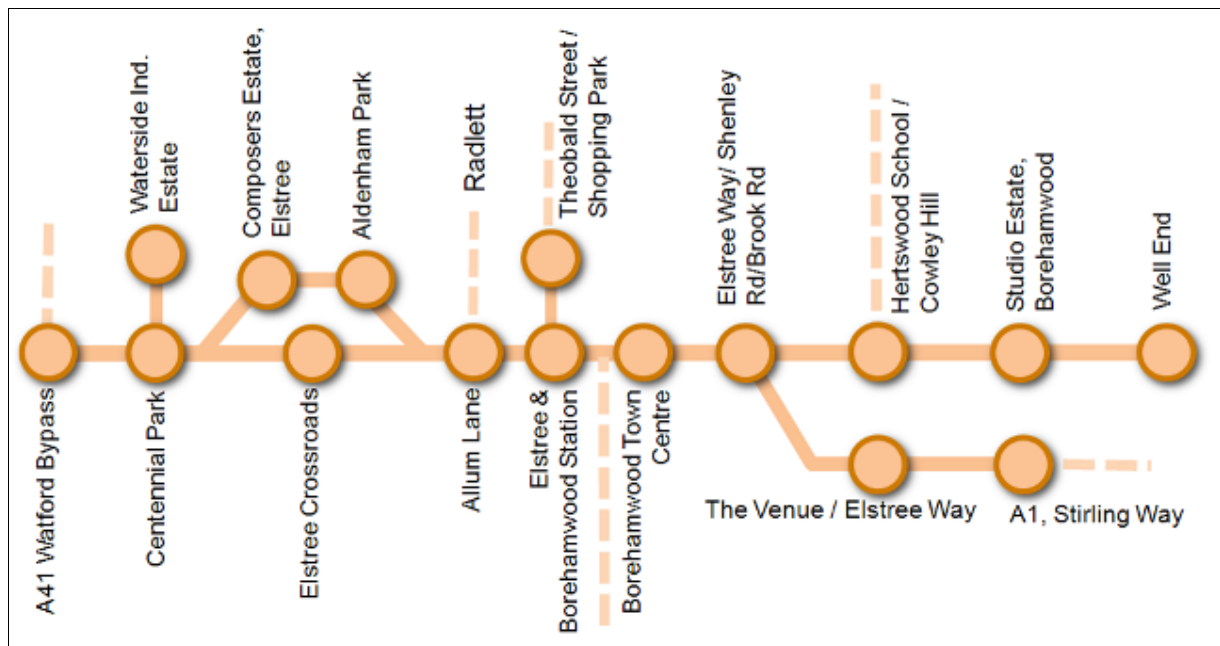 Waterside Ind.
Estate
Composers Estate,
Elstree
Aldenham Park
Radlett
Theobald Street /
Shopping Park
Elstree Way/ Shenley
Rd/Brook Rd
Hertswood School /
Cowley Hill
Studio Estate,
Borehamwood
Well End
A41 Watford Bypass
Centennial Park
Elstree Crossroads
Allum Lane
Elstree &
Borehamwood Station
Borehamwood Town
Centre
The Venue / Elstree Way
A1, Stirling Way